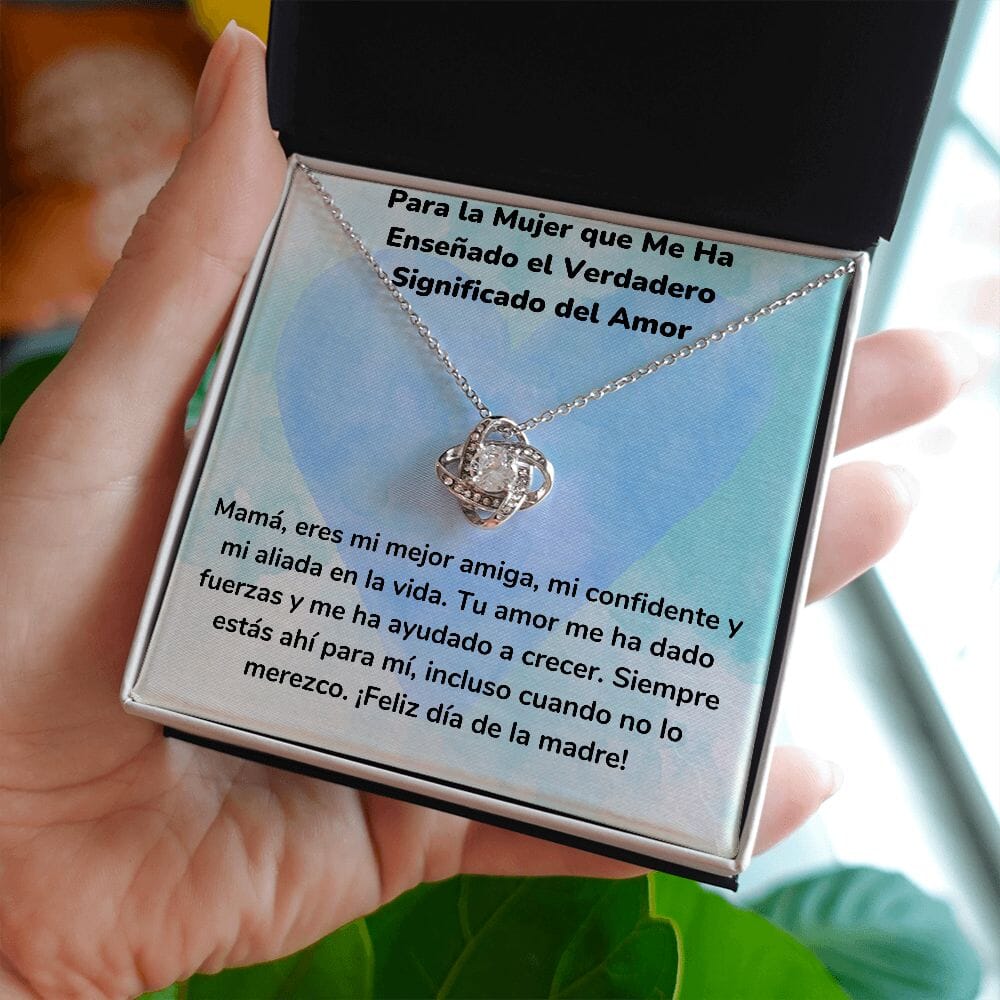 Para la Mujer que Me Ha
Enseñado el Verdadero
Significado del Amor
Mamá, eres mi mejor amiga, mi confidente y
mi aliada en la vida. Tu amor me ha dado
fuerzas y me ha ayudado a crecer. Siempre
estás ahí para mí, incluso cuando no lo
merezco. ¡Feliz día de la madre!